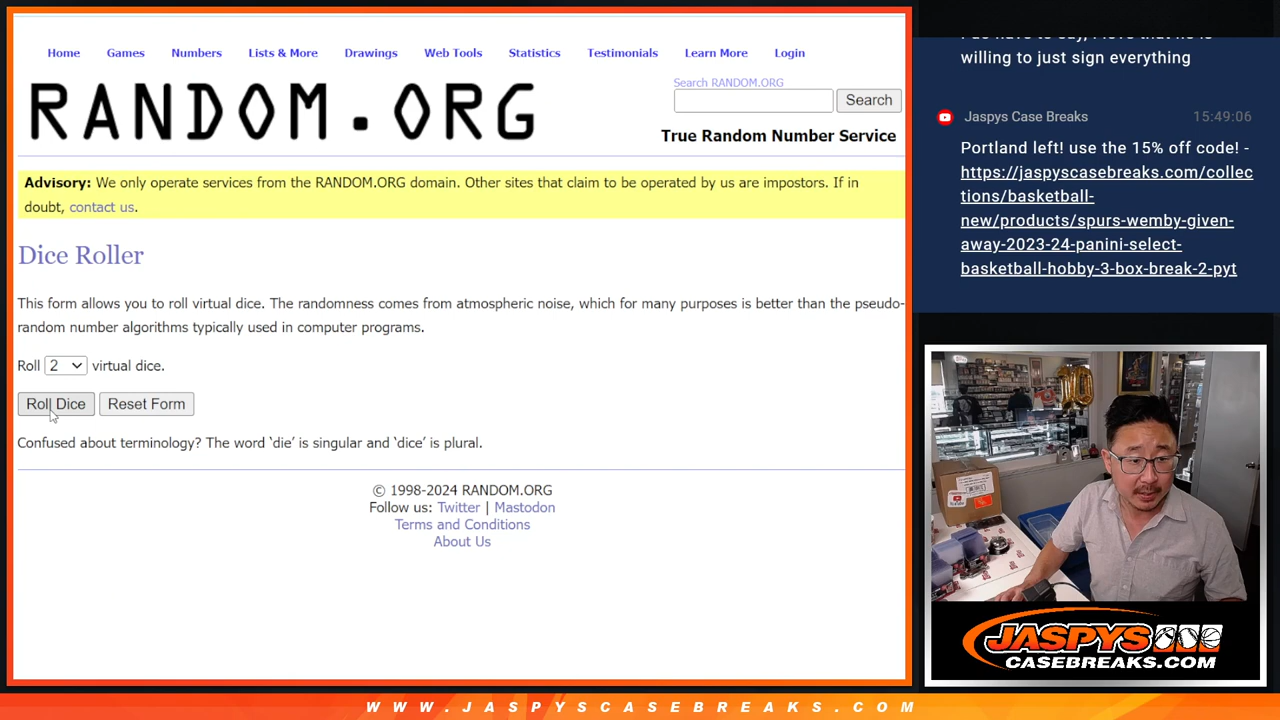 Home Games Numbers Lists & More Drawings Web Tools Statistics Testimonials Learn More Login
RANDOM.ORG
Search RANDOM.ORG
Search
True Random Number Service
Advisory: We only operate services from the RANDOM.ORG domain. Other sites that claim to be operated by us are impostors. If in
doubt, contact us.
Dice Roller
This form allows you to roll virtual dice. The randomness comes from atmospheric noise, which for many purposes is better than the pseudo-
random number algorithms typically used in computer programs.
Roll 2 virtual dice.
Roll Dice Reset Form
Confused about terminology? The word ‘die’ is singular and ‘dice’ is plural.
© 1998-2024 RANDOM.ORG
Follow us: Twitter | Mastodon
Terms and Conditions
About Us
willing to just sign everything
Jaspys Case Breaks 15:49:06
Portland left! use the 15% off code! -
https://jaspyscasebreaks.com/collec
tions/basketball-
new/products/spurs-wemby-given-
away-2023-24-panini-select-
basketball-hobby-3-box-break-2-pyt
10
JASPYS
CASEBREAKS.COM
WWW.JASPYSCASEBREAKS.COM